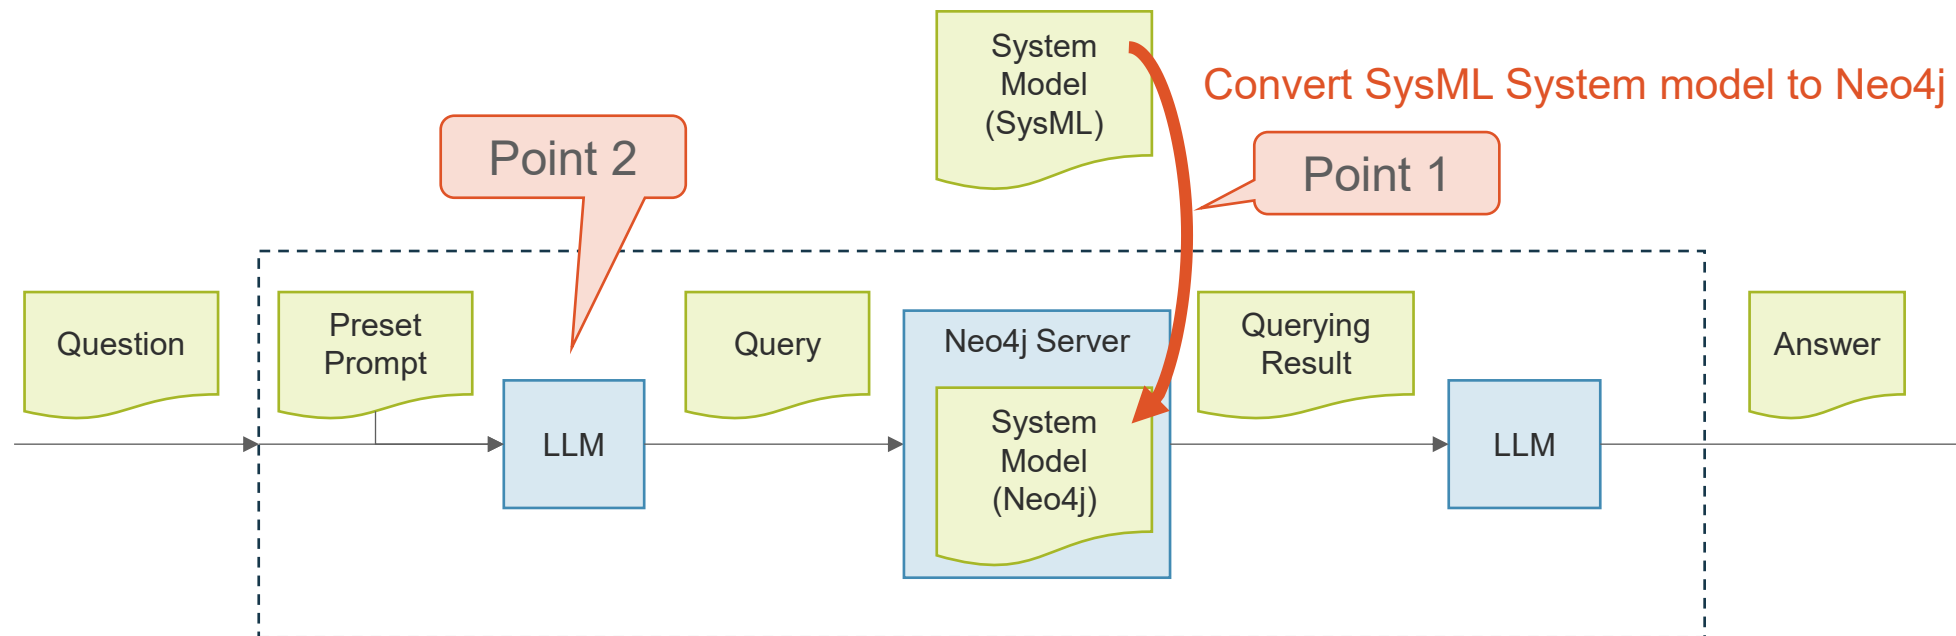 System
Model
(SysML)
Convert SysML System model to Neo4j
Point 2
Point 1
Question
Preset
Prompt
LLM
Query
Neo4j Server
System
Model
(Neo4j)
Querying
Result
LLM
Answer